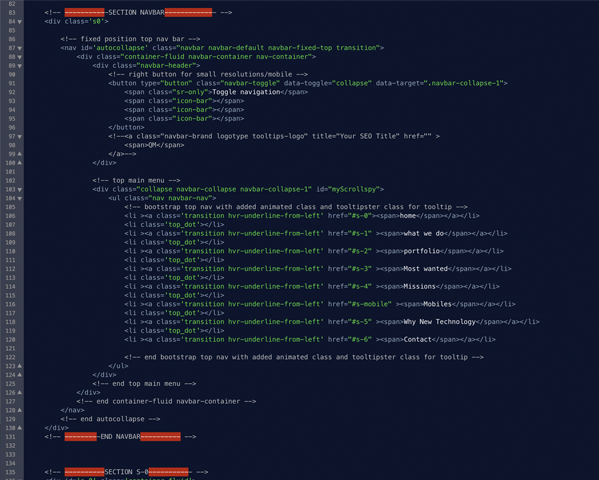 82
83 <!-- ==========-SECTION NAVBAR============- -->
84 <div class='s0'>
85
86 <!-- fixed position top nav bar -->
87 <nav id='autocollapse' class="navbar navbar-default navbar-fixed-top transition">
88 <div class="container-fluid navbar-container nav-container">
89 <div class="navbar-header">
90 <!-- right button for small resolutions/mobile -->
91 <button type="button" class="navbar-toggle" data-toggle="collapse" data-target=".navbar-collapse-1">
92 <span class="sr-only">Toggle navigation</span>
93 <span class="icon-bar"></span>
94 <span class="icon-bar"></span>
95 <span class="icon-bar"></span>
96 </button>
97 <!--<a class="navbar-brand logotype tooltips-logo" title="Your SEO Title" href="" >
98 <span>QM</span>
99 </a>-->
100 </div>
101
102 <!-- top main menu -->
103 <div class="collapse navbar-collapse navbar-collapse-1" id="myScrollspy">
104 <ul class="nav navbar-nav">
105 <!-- bootstrap top nav with added animated class and tooltipster class for tooltip -->
106 <li ><a class='transition hvr-underline-from-left' href="#s-0"><span>home</span></a></li>
107 <li class='top_dot'></li>
108 <li ><a class='transition hvr-underline-from-left' href="#s-1" ><span>what we do</span></a></li>
109 <li class='top_dot'></li>
110 <li ><a class='transition hvr-underline-from-left' href="#s-2" ><span>portfolio</span></a></li>
111 <li class='top_dot'></li>
112 <li ><a class='transition hvr-underline-from-left' href="#s-3" ><span>Most wanted</span></a></li>
113 <li class='top_dot'></li>
114 <li ><a class='transition hvr-underline-from-left' href="#s-4" ><span>Missions</span></a></li>
115 <li class='top_dot'></li>
116 <li ><a class='transition hvr-underline-from-left' href="#s-mobile" ><span>Mobiles</span></a></li>
117 <li class='top_dot'></li>
118 <li ><a class='transition hvr-underline-from-left' href="#s-5" ><span>Why New Technology</span></a></li>
119 <li class='top_dot'></li>
120 <li ><a class='transition hvr-underline-from-left' href="#s-6" ><span>Contact</span></a></li>
121
122 <!-- end bootstrap top nav with added animated class and tooltipster class for tooltip -->
123 </ul>
124 </div>
125 <!-- end top main menu -->
126 </div>
127 <!-- end container-fluid navbar-container -->
128 </nav>
129 <!-- end autocollapse -->
130 </div>
131 <!-- ========-END NAVBAR========== -->
132
133
134
135 <!-- ==========SECTION S-0==========- -->